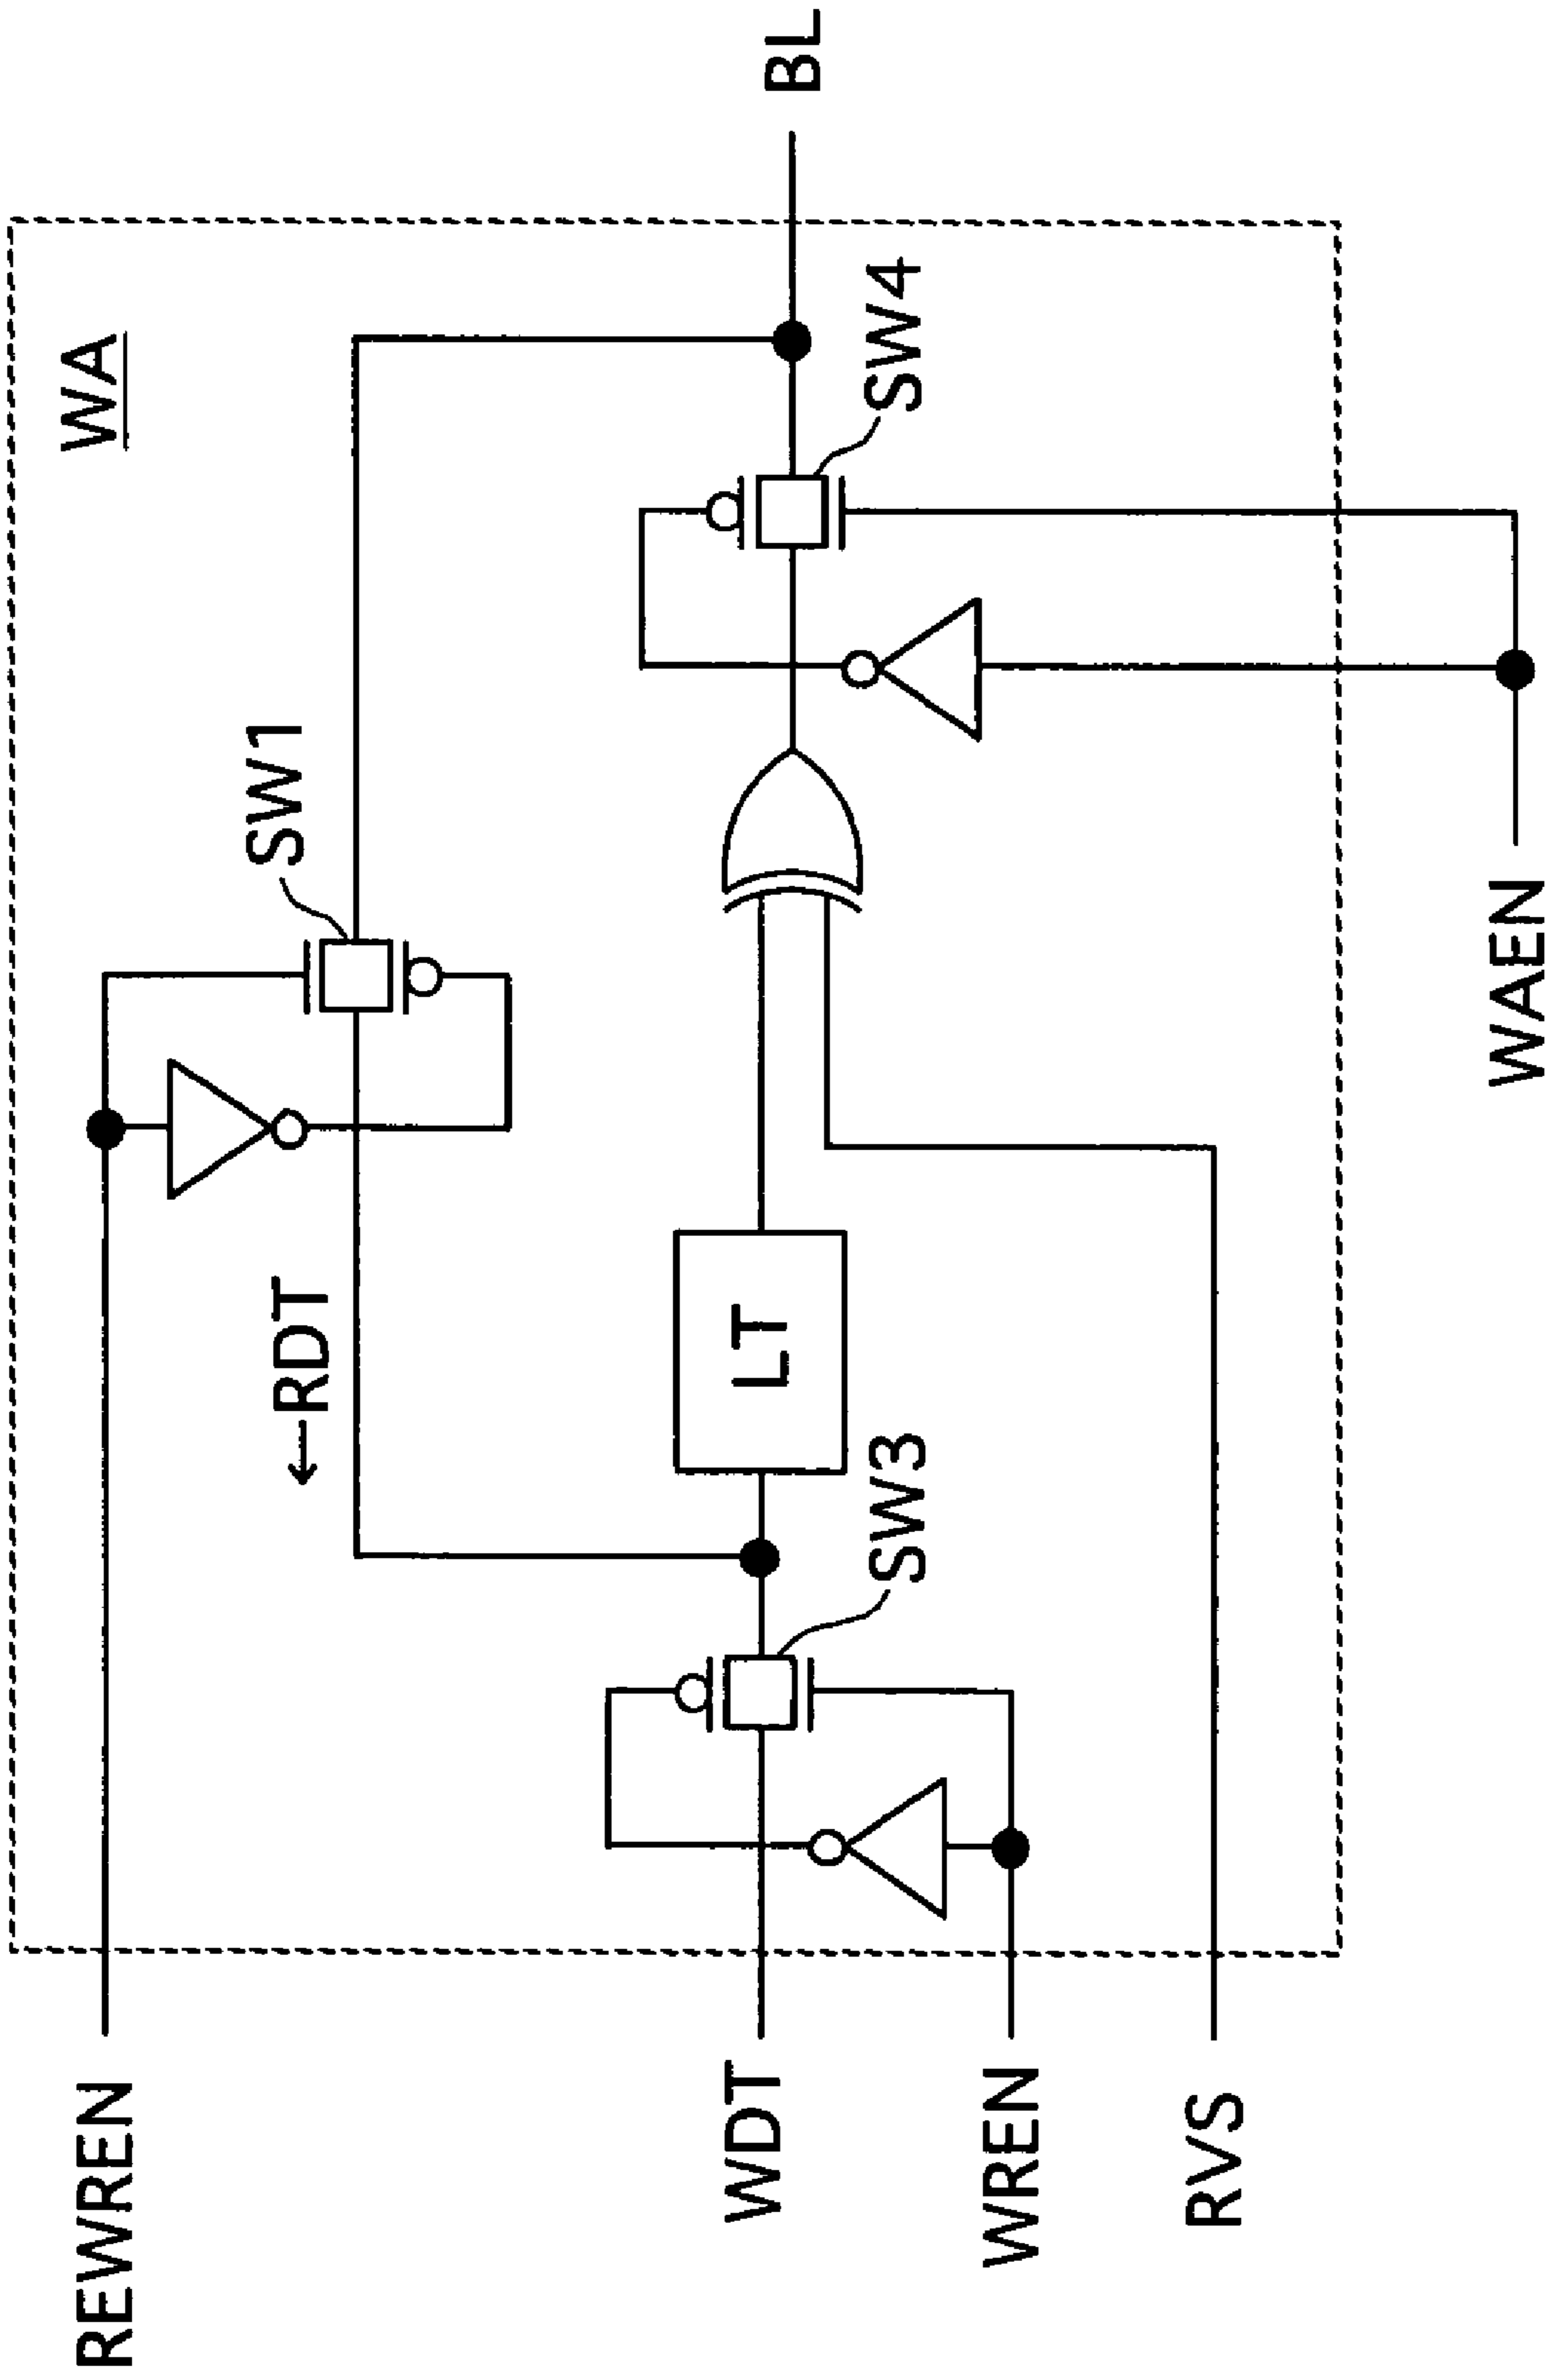 WA
REWREN
SW1
←RDT
WDT
LT
BL
SW3
SW4
WREN
RVS
WAEN